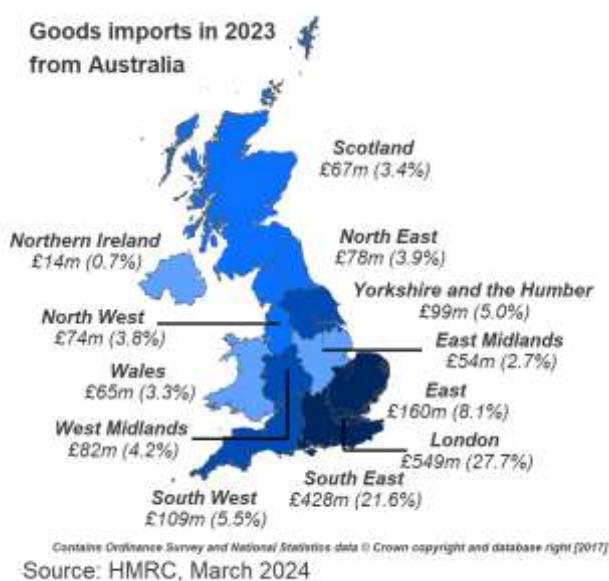 Goods imports in 2023
from Australia
Scotland
£67m (3.4%)
Northern Ireland
£14m (0.7%)
North East
£78m (3.9%)
Yorkshire and the Humber
£99m (5.0%)
North West
£74m (3.8%)
East Midlands
£54m (2.7%)
Wales
£65m (3.3%)
East
£160m (8.1%)
West Midlands
£82m (4.2%)
London
£549m (27.7%)
South East
£428m (21.6%)
South West
£109m (5.5%)
Contains Ordinance Survey and National Statistics data © Crown copyright and database right [2017]
Source: HMRC, March 2024